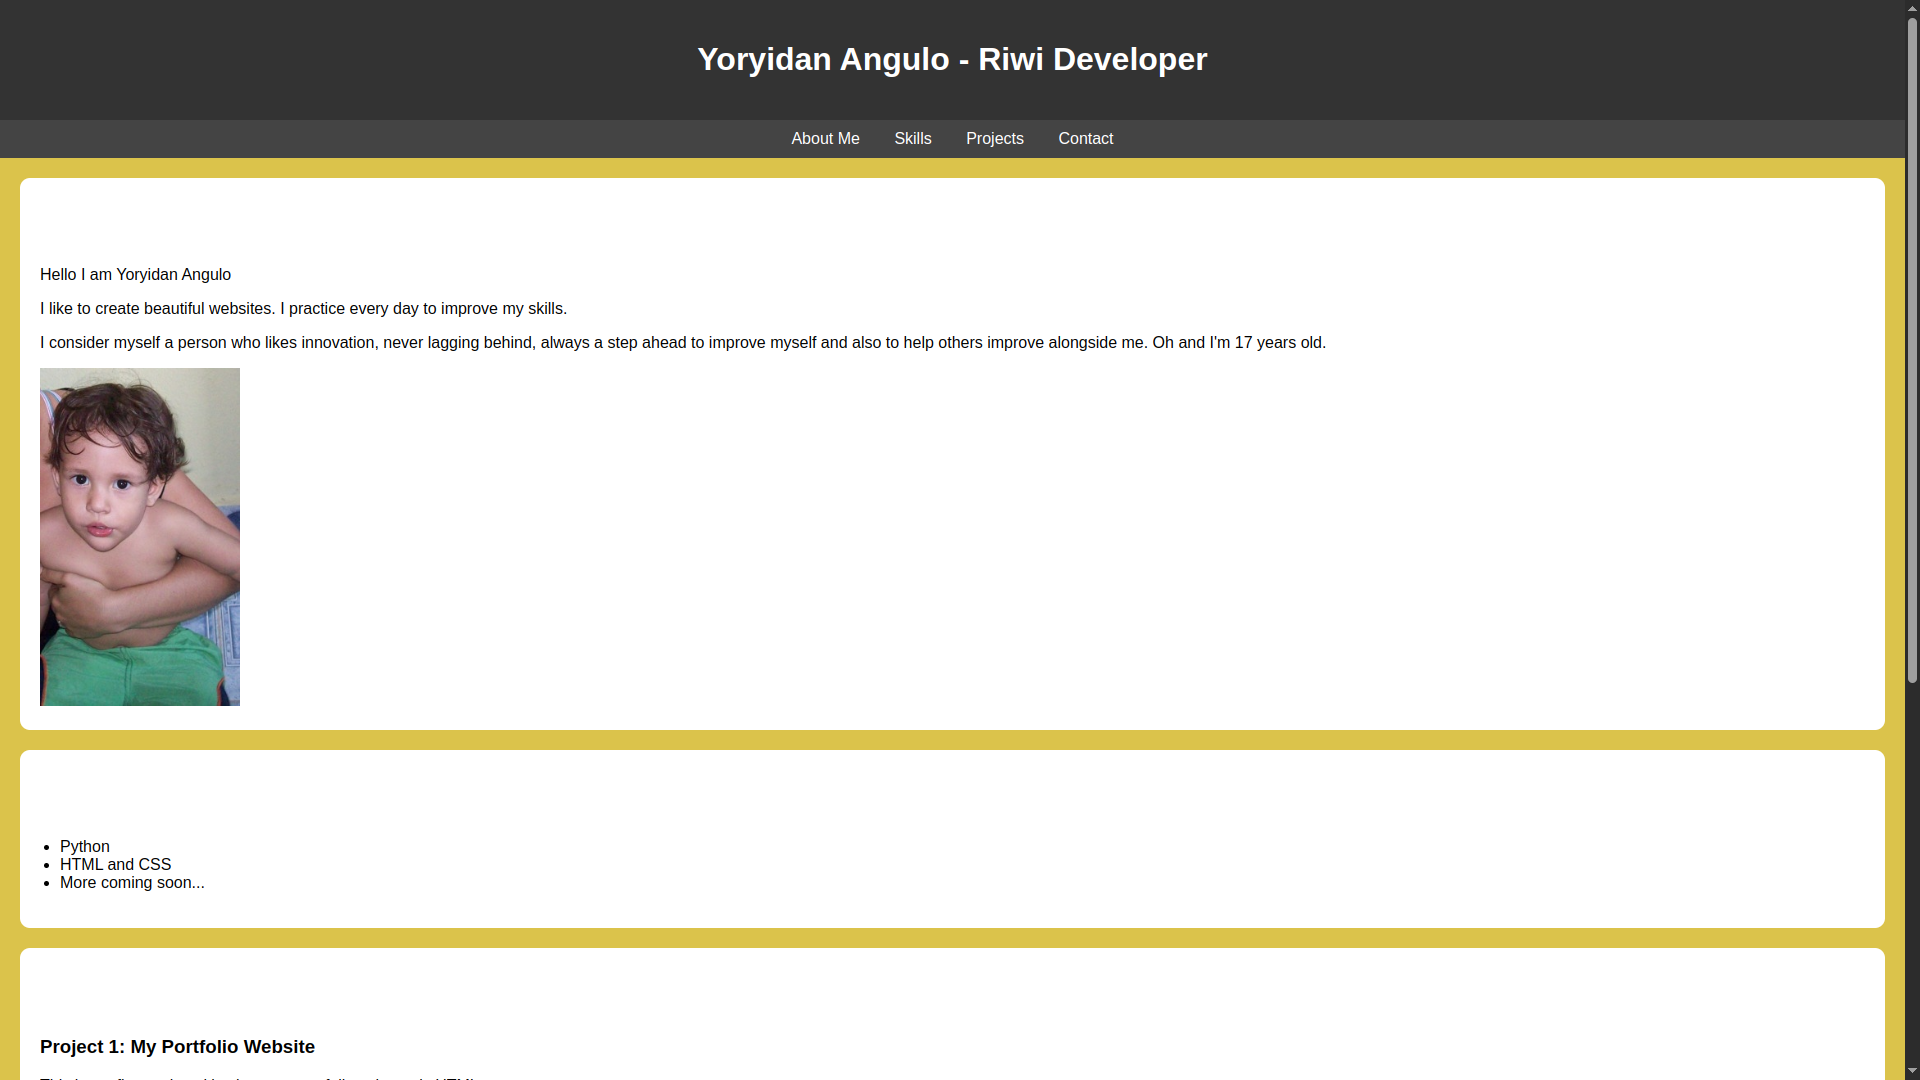 Yoryidan Angulo - Riwi Developer
About Me Skills Projects Contact
Hello I am Yoryidan Angulo
I like to create beautiful websites. I practice every day to improve my skills.
I consider myself a person who likes innovation, never lagging behind, always a step ahead to improve myself and also to help others improve alongside me. Oh and I'm 17 years old.
Python
HTML and CSS
More coming soon...
Project 1: My Portfolio Website